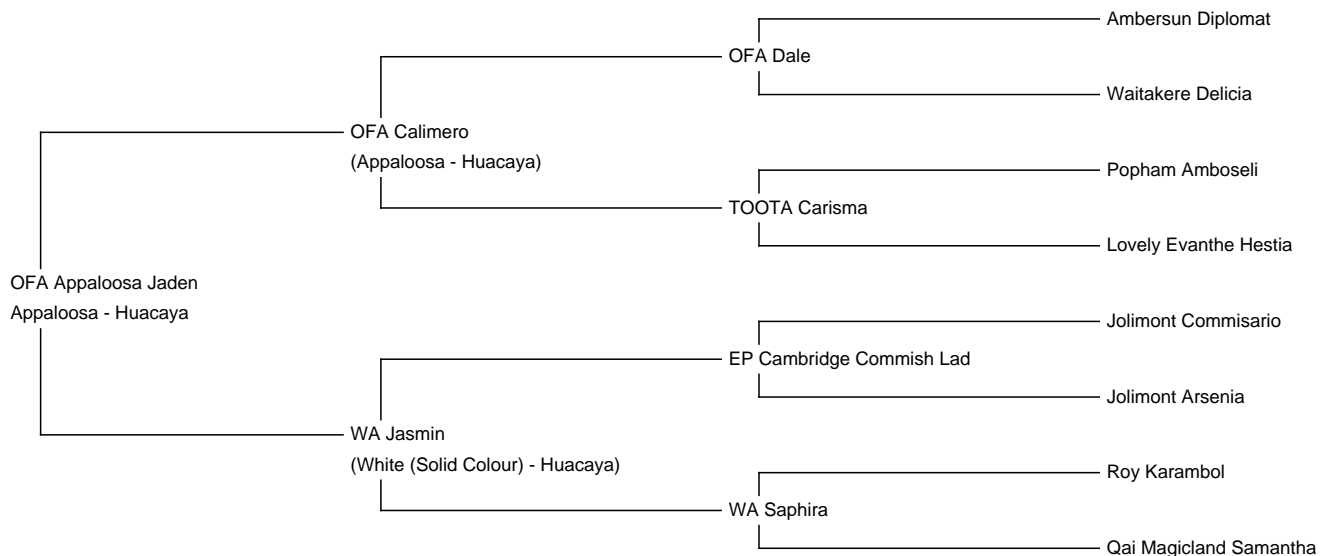 Ambersun Diplomat
OFA Dale
Waitakere Delicia
OFA Calimero
(Appaloosa - Huacaya)
Popham Amboseli
TOOTA Carisma
Lovely Evanthe Hestia
OFA Appaloosa Jaden
Appaloosa - Huacaya
Jolimont Commisario
EP Cambridge Commish Lad
Jolimont Arsenia
WA Jasmin
(White (Solid Colour) - Huacaya)
Roy Karambol
WA Saphira
Qai Magicland Samantha